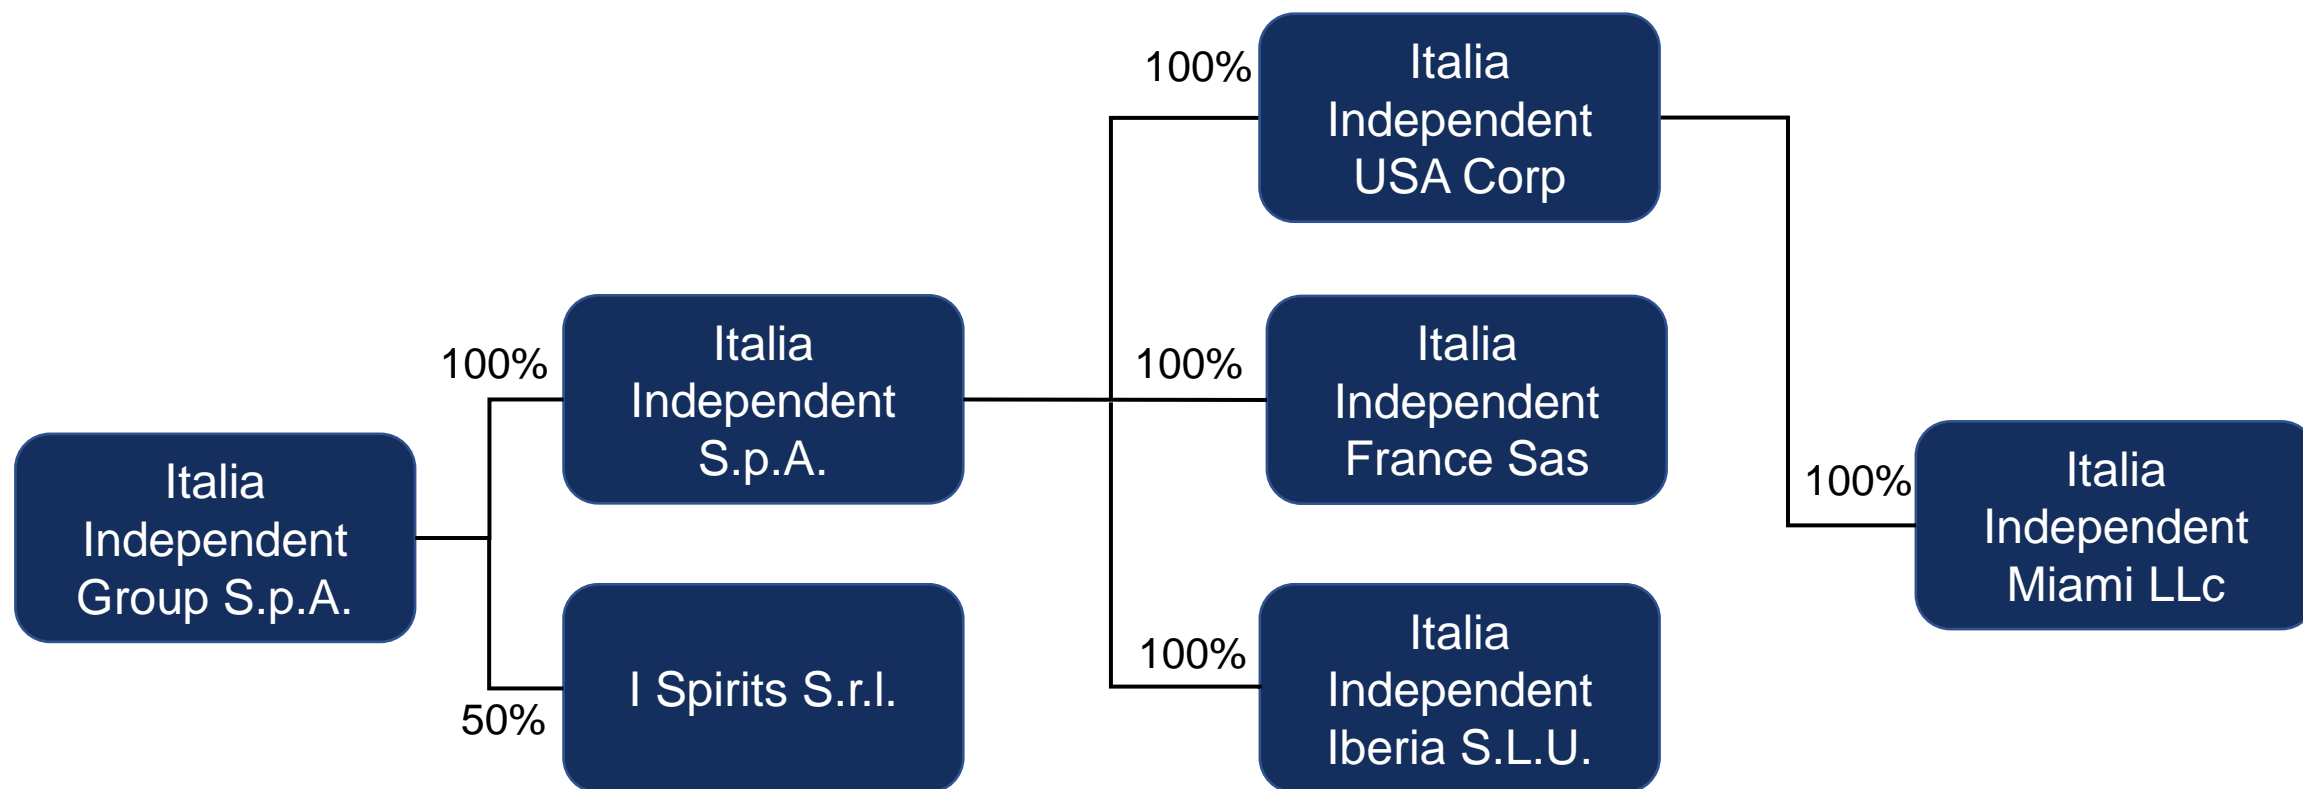 Italia
Independent
Group S.p.A.
100%
Italia
Independent
S.p.A.
50%
I Spirits S.r.l.
100%
Italia
Independent
USA Corp
100%
Italia
Independent
France Sas
100%
Italia
Independent
Iberia S.L.U.
100%
Italia
Independent
Miami LLc